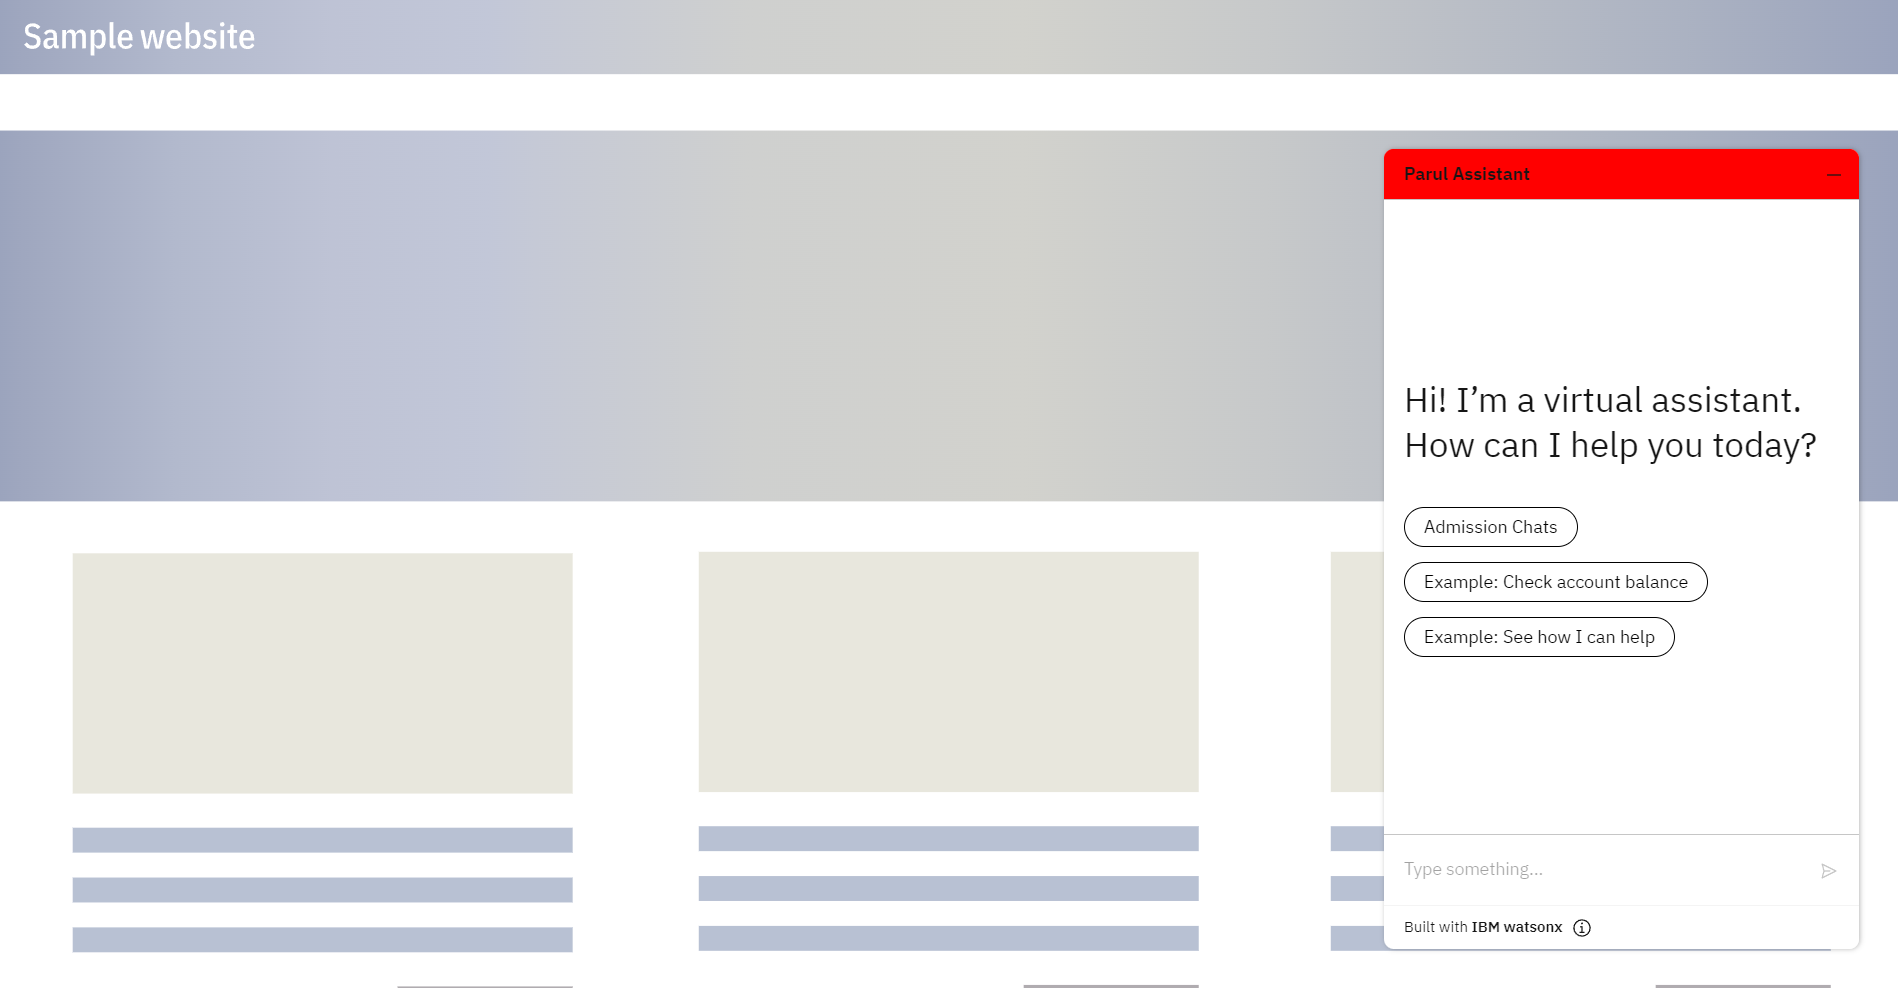 Sample website
Parul Assistant
Hi! I’m a virtual assistant.
How can I help you today?
Admission Chats
Example: Check account balance
Example: See how I can help
Type something...
Built with IBM watsonx